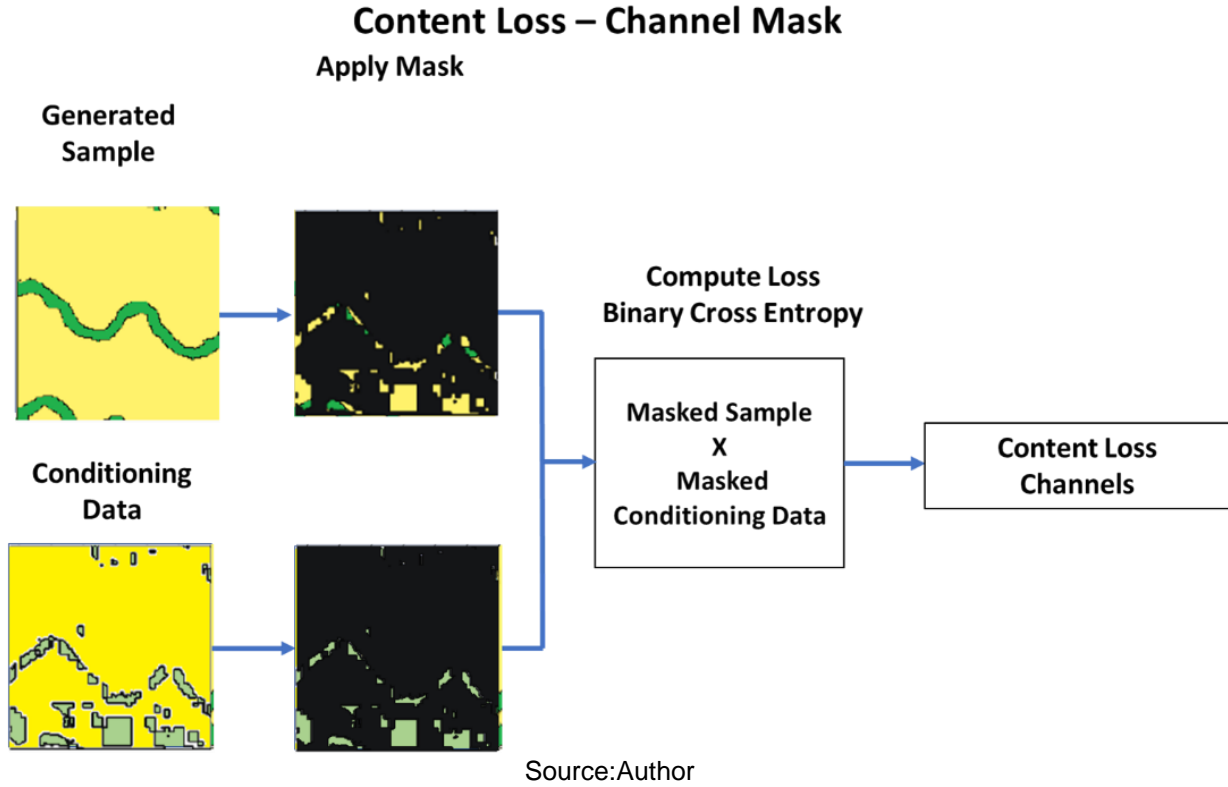 Content Loss – Channel Mask
Apply Mask
Generated
Sample
Compute Loss
Binary Cross Entropy
Masked Sample
X
Masked
Conditioning Data
Content Loss
Channels
Conditioning
Data
Source:Author